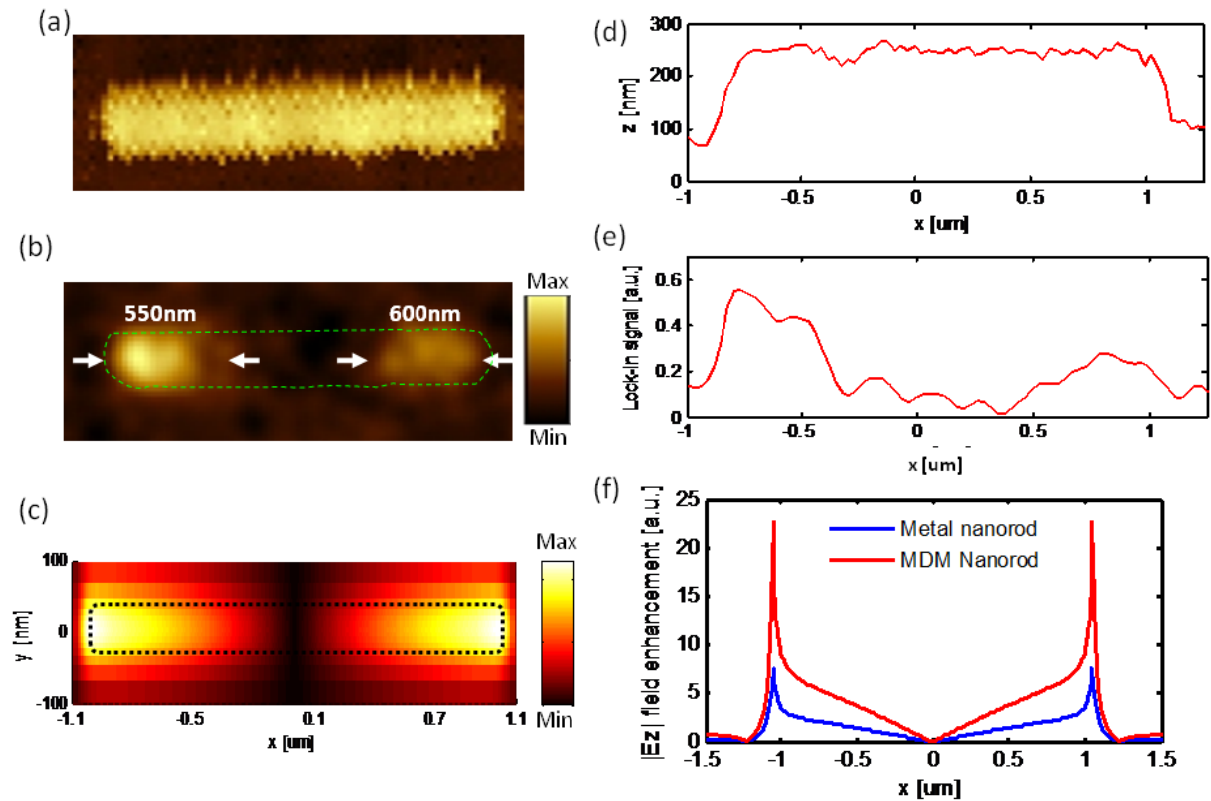 (a)
(b)
Max
550nm
600nm
Min
(c)
Max
100
0
-100
y [nm]
-1.1
-0.5
0.1
0.7
1.1
x [um]
Min
(d)
300
200
100
0
z [nm]
-1
-0.5
0
0.5
1
x [um]
(e)
0.6
0.4
0.2
0
Lock-in signal [a.u.]
-1
-0.5
0
0.5
1
x [um]
(f)
25
20
15
10
5
0
|Ez| field enhancement [a.u.]
Metal nanorod
MDM Nanorod
-1.5
-1
-0.5
0
0.5
1
1.5
x [um]